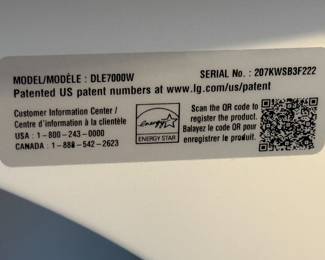 MODEL/MODÈLE : DLE7000W SERIAL No. : 207KWSB3F222
Patented US patent numbers at www.lg.com/us/patent
Customer Information Center /
Centre d'information à la clientèle
USA : 1-800-243-0000
CANADA : 1-888-542-2623
energy
ENERGY STAR
Scan the QR code to
register the product.
Balayez le code QR pour
enregistrer le produit.